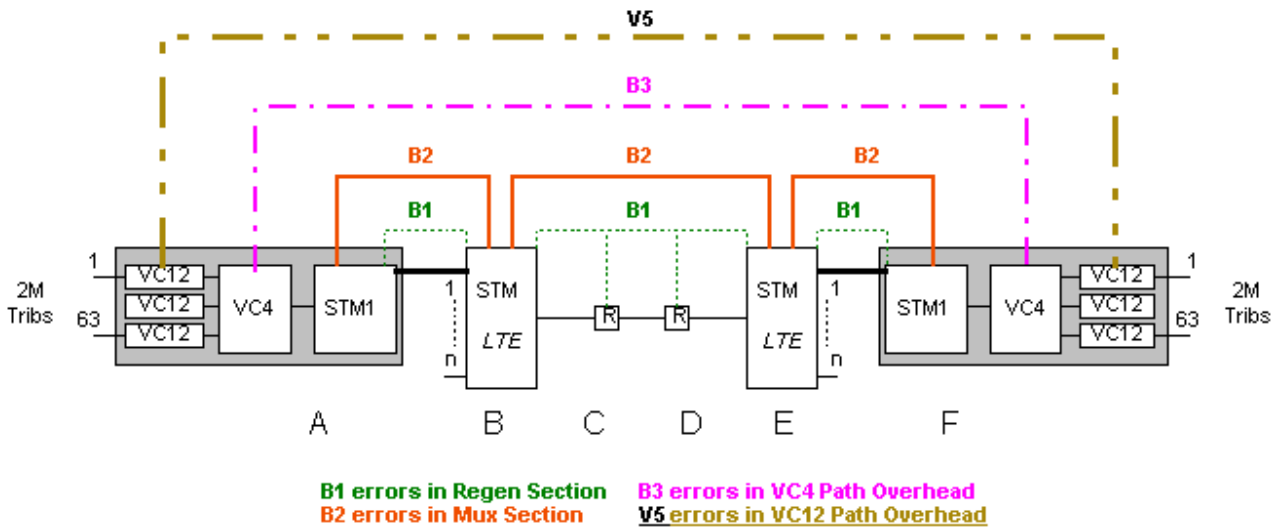 V5
B3
B2 B2 B2
B1 B1 B1
1 VC12 VC4 STM1 1 STM STM 1 STM1 VC4 VC12 1
2M Tribs VC12 R R VC12 2M Tribs
63 VC12 n LTE LTE n VC12 63
A B C D E F
B1 errors in Regen Section B3 errors in VC4 Path Overhead
B2 errors in Mux Section V5 errors in VC12 Path Overhead